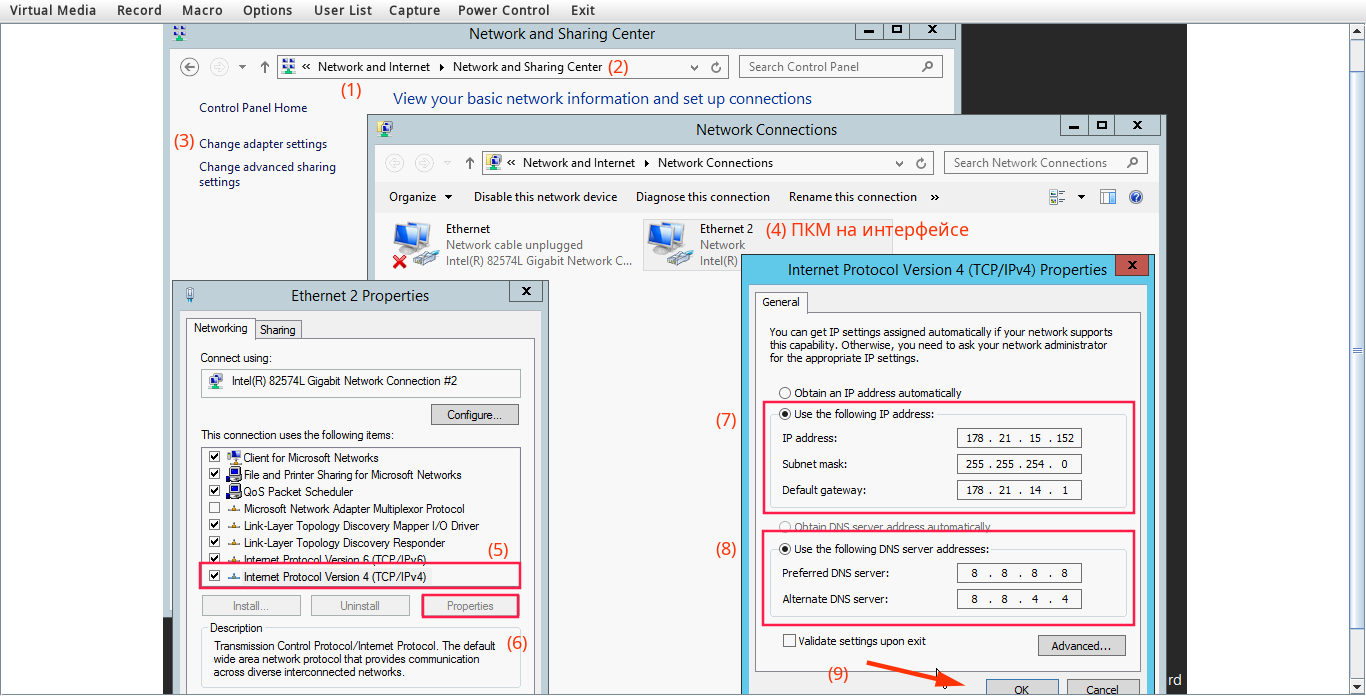 Virtual Media Record Macro Options User List Capture Power Control Exit
Network and Sharing Center
« Network and Internet Network and Sharing Center (2) Search Control Panel
(1)
Control Panel Home
View your basic network information and set up connections
(3) Change adapter settings
Change advanced sharing
settings
Network Connections
« Network and Internet Network Connections Search Network Connections
Organize Disable this network device Diagnose this connection Rename this connection »
Ethernet
Network cable unplugged
Intel(R) 82574L Gigabit Network C...
Ethernet 2
Network
Intel(R)
(4) ПКМ на интерфейсе
Ethernet 2 Properties
Networking Sharing
Connect using:
Intel(R) 82574L Gigabit Network Connection #2
Configure...
This connection uses the following items:
Client for Microsoft Networks
File and Printer Sharing for Microsoft Networks
QoS Packet Scheduler
Microsoft Network Adapter Multiplexor Protocol
Link-Layer Topology Discovery Mapper I/O Driver
Link-Layer Topology Discovery Responder
Internet Protocol Version 6 (TCP/IPv6)
(5)
Internet Protocol Version 4 (TCP/IPv4)
Install... Uninstall Properties
(6)
Description
Transmission Control Protocol/Internet Protocol. The default
wide area network protocol that provides communication
across diverse interconnected networks.
Internet Protocol Version 4 (TCP/IPv4) Properties
General
You can get IP settings assigned automatically if your network supports
this capability. Otherwise, you need to ask your network administrator
for the appropriate IP settings.
Obtain an IP address automatically
(7)
Use the following IP address:
IP address: 178 . 21 . 15 . 152
Subnet mask: 255 . 255 . 254 . 0
Default gateway: 178 . 21 . 14 . 1
Obtain DNS server address automatically
(8)
Use the following DNS server addresses:
Preferred DNS server: 8 . 8 . 8 . 8
Alternate DNS server: 8 . 8 . 4 . 4
Validate settings upon exit
Advanced...
(9)
OK Cancel
rd